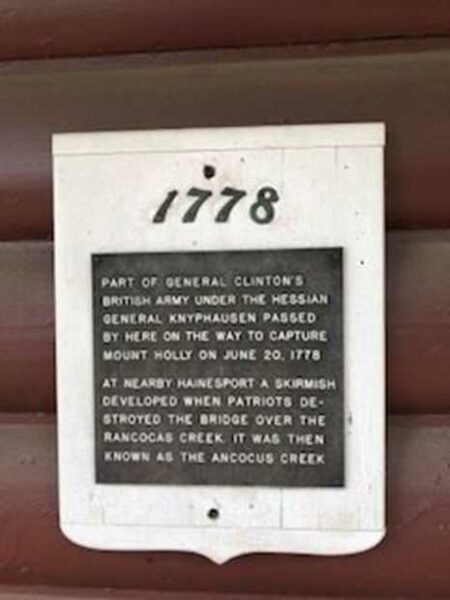 1778
PART OF GENERAL CLINTON'S
BRITISH ARMY UNDER THE HESSIAN
GENERAL KNYPHAUSEN PASSED
BY HERE ON THE WAY TO CAPTURE
MOUNT HOLLY ON JUNE 20, 1778
AT NEARBY HAINESPORT A SKIRMISH
DEVELOPED WHEN PATRIOTS DE-
STROYED THE BRIDGE OVER THE
RANCOCAS CREEK. IT WAS THEN
KNOWN AS THE ANCOCUS CREEK